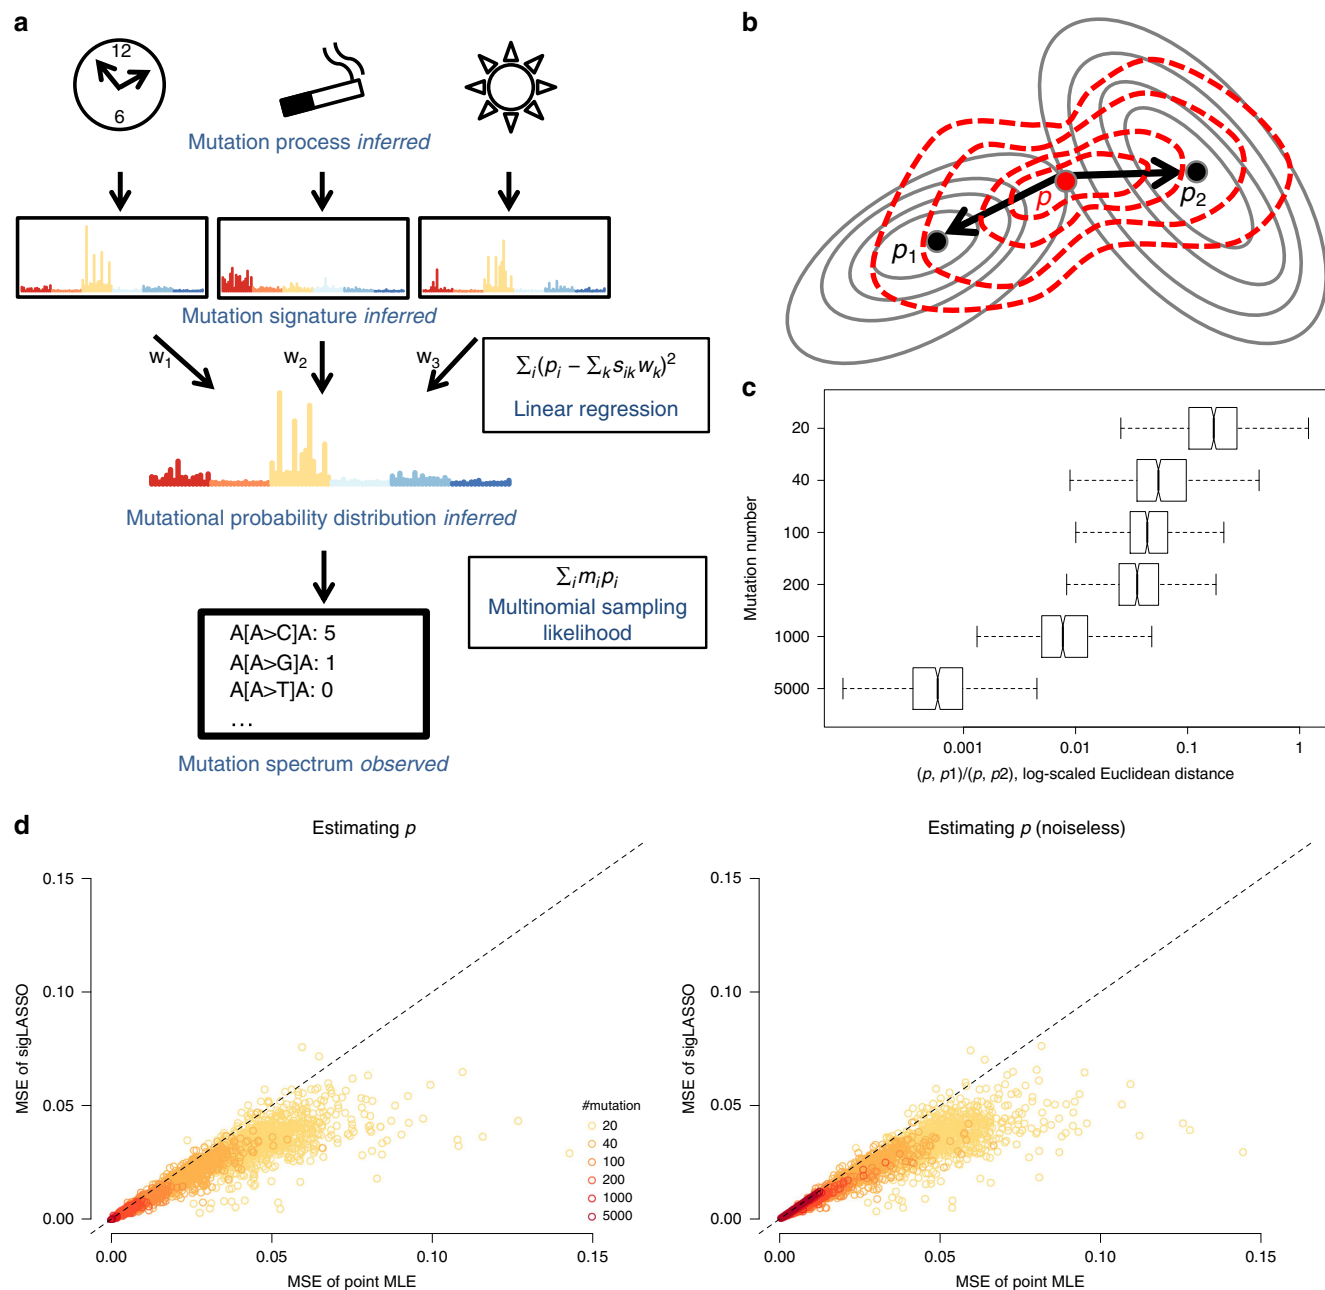 a
12
6
Mutation process inferred
Mutation signature inferred
w₁
w₂
w₃
∑ᵢ(pᵢ − ∑ₖsᵢₖwₖ)²
Linear regression
Mutational probability distribution inferred
∑ᵢmᵢpᵢ
Multinomial sampling
likelihood
A[A>C]A: 5
A[A>G]A: 1
A[A>T]A: 0
...
Mutation spectrum observed
b
p
p₁
p₂
c
Mutation number
20
40
100
200
1000
5000
0.001
0.01
0.1
1
(p, p1)/(p, p2), log-scaled Euclidean distance
d
Estimating p
MSE of sigLASSO
0.15
0.10
0.05
0.00
#mutation
20
40
100
200
1000
5000
0.00
0.05
0.10
0.15
MSE of point MLE
Estimating p (noiseless)
MSE of sigLASSO
0.15
0.10
0.05
0.00
0.00
0.05
0.10
0.15
MSE of point MLE